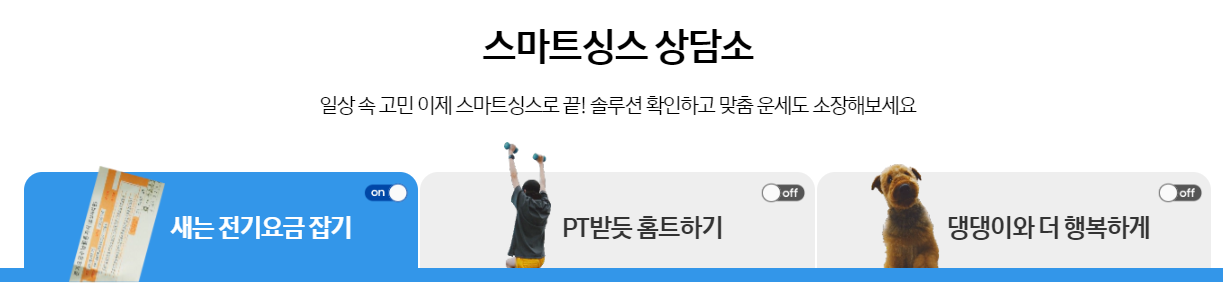 스마트싱스 상담소
일상 속 고민 이제 스마트싱스로 끝! 솔루션 확인하고 맞춤 운세도 소장해보세요
on
새는 전기요금 잡기
off
PT받듯 홈트하기
off
댕댕이와 더 행복하게